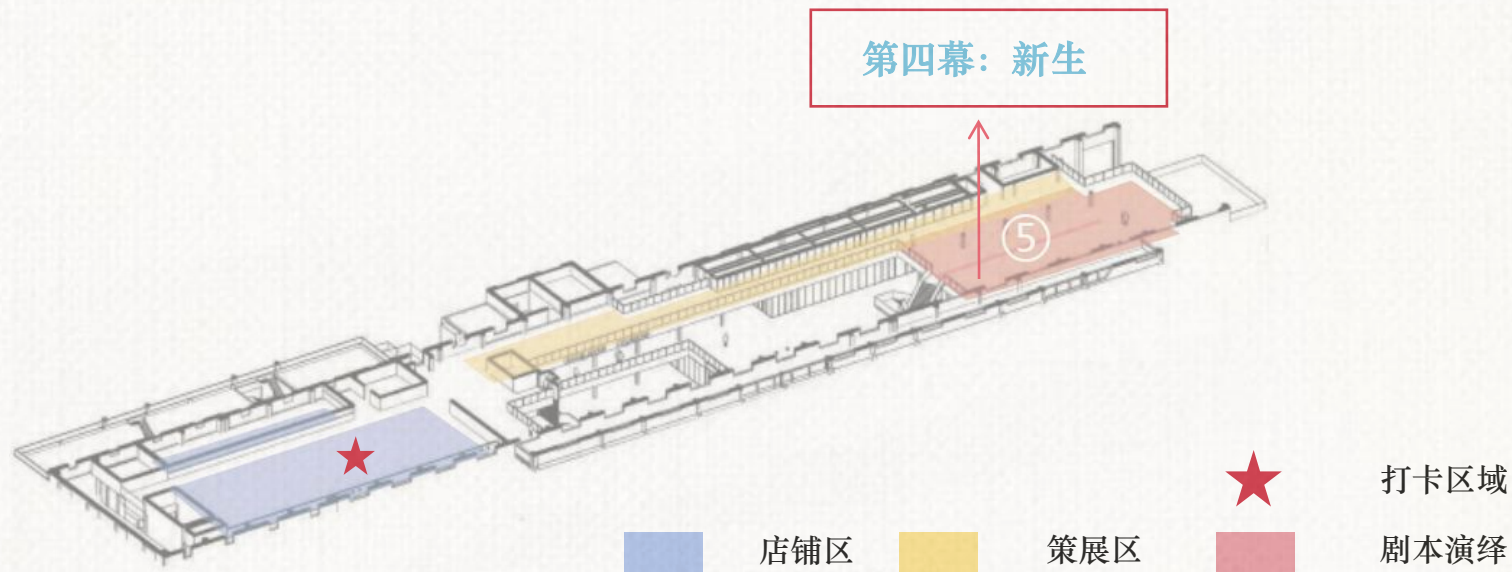 第四幕：新生
⑤
打卡区域
店铺区
策展区
剧本演绎